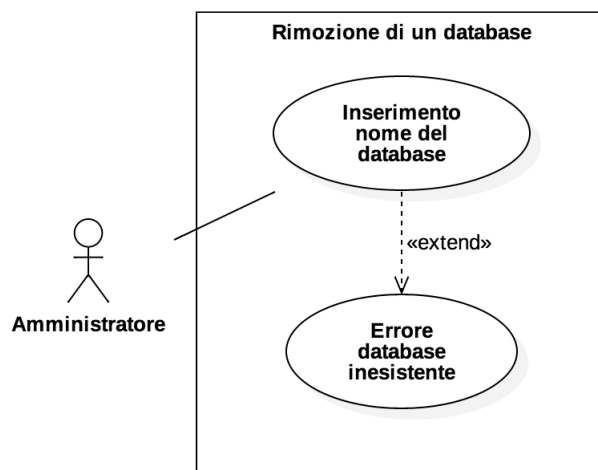 Rimozione di un database
Inserimento
nome del
database
«extend»
Amministratore
Errore
database
inesistente